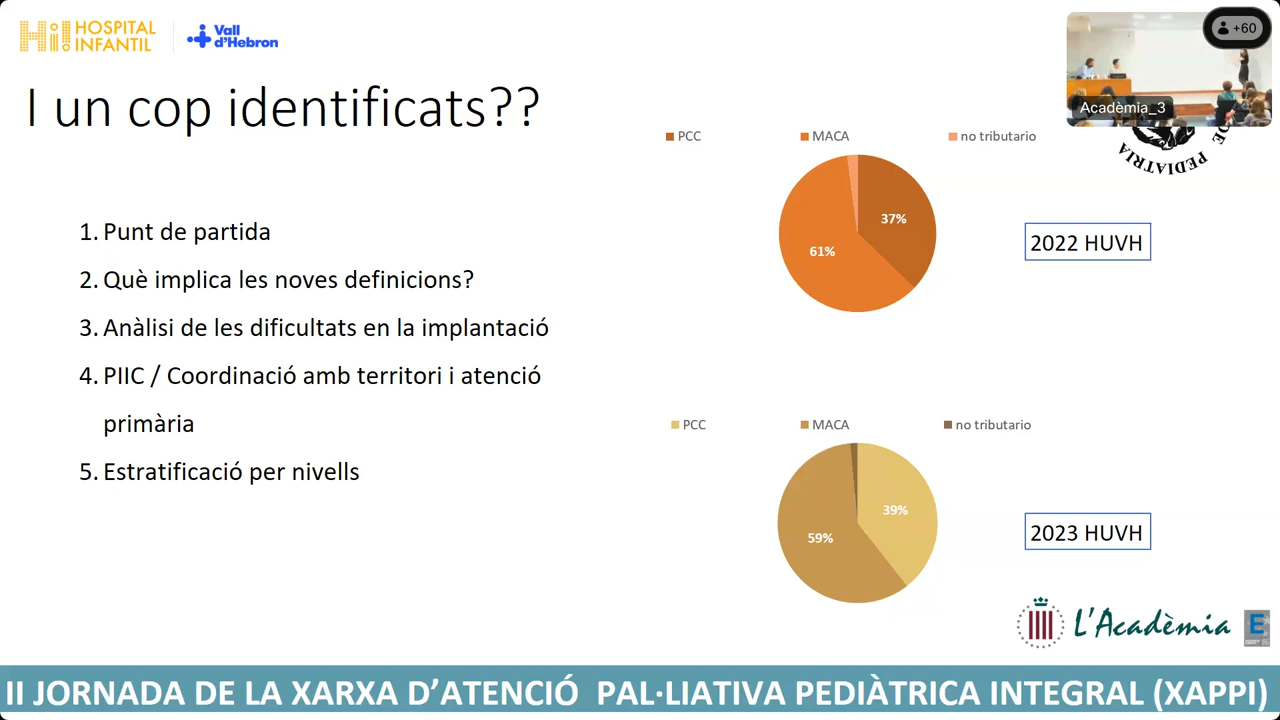 Hi! HOSPITAL INFANTIL
Vall d'Hebron
+60
Acadèmia_3
DE PEDIATRIA
I un cop identificats??
1. Punt de partida
2. Què implica les noves definicions?
3. Anàlisi de les dificultats en la implantació
4. PIIC / Coordinació amb territori i atenció
primària
5. Estratificació per nivells
PCC MACA no tributario
37%
61%
2022 HUVH
PCC MACA no tributario
39%
59%
2023 HUVH
L'Acadèmia
E
II JORNADA DE LA XARXA D'ATENCIÓ PAL·LIATIVA PEDIÀTRICA INTEGRAL (XAPPI)